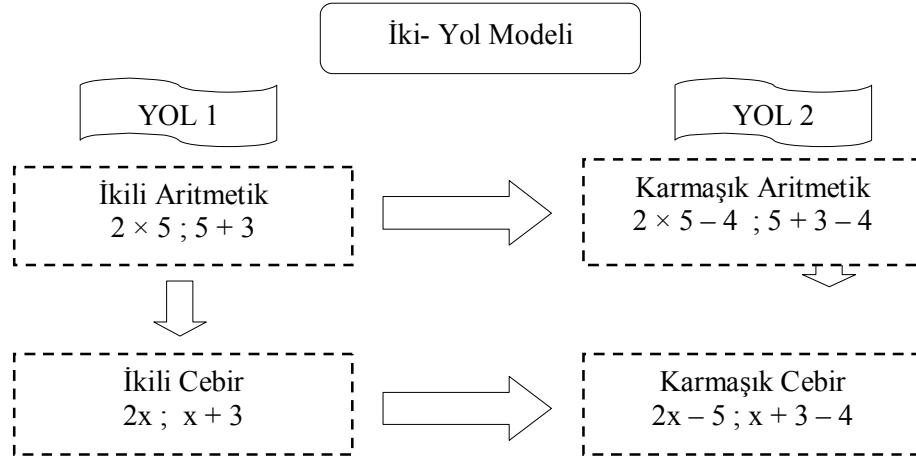 İki- Yol Modeli
YOL 1
YOL 2
İkili Aritmetik
2 × 5 ; 5 + 3
Karmaşık Aritmetik
2 × 5 – 4 ; 5 + 3 – 4
İkili Cebir
2x ; x + 3
Karmaşık Cebir
2x – 5 ; x + 3 – 4